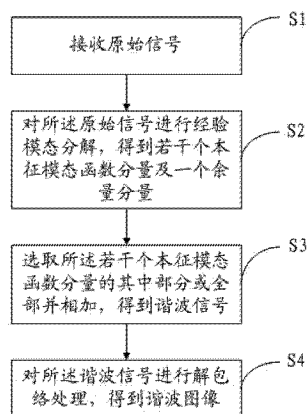 S1
接收原始信号
S2
对所述原始信号进行经验
模态分解，得到若干个本
征模态函数分量及一个余
量分量
S3
选取所述若干个本征模态
函数分量的其中部分或全
部并相加，得到谐波信号
S4
对所述谐波信号进行解包
络处理，得到谐波图像